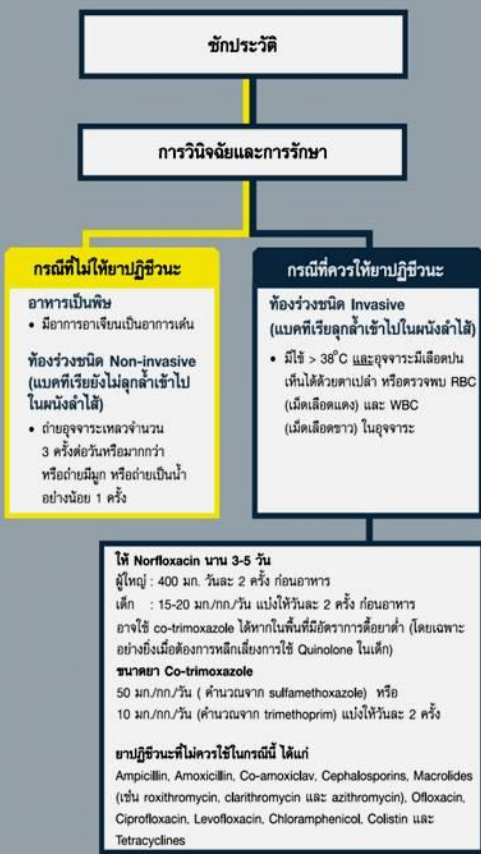 ซักประวัติ
การวินิจฉัยและการรักษา
กรณีที่ไม่ให้ยาปฏิชีวนะ
อาหารเป็นพิษ
• มีอาการอาเจียนเป็นอาการเด่น
ท้องร่วงชนิด Non-invasive
(แบคทีเรียยังไม่ลุกล้ำเข้าไป
ในผนังลำไส้)
• ถ่ายอุจจาระเหลวจำนวน
3 ครั้งต่อวันหรือมากกว่า
หรือถ่ายมีมูก หรือถ่ายเป็นน้ำ
อย่างน้อย 1 ครั้ง
กรณีที่ควรให้ยาปฏิชีวนะ
ท้องร่วงชนิด Invasive
(แบคทีเรียลุกล้ำเข้าไปในผนังลำไส้)
• มีไข้ > 38°C และอุจจาระมีเลือดปน
เห็นได้ด้วยตาเปล่า หรือตรวจพบ RBC
(เม็ดเลือดแดง) และ WBC
(เม็ดเลือดขาว) ในอุจจาระ
ให้ Norfloxacin นาน 3-5 วัน
ผู้ใหญ่ : 400 มก. วันละ 2 ครั้ง ก่อนอาหาร
เด็ก : 15-20 มก./กก./วัน แบ่งให้วันละ 2 ครั้ง ก่อนอาหาร
อาจใช้ co-trimoxazole ได้หากในพื้นที่มีอัตราการดื้อยาต่ำ (โดยเฉพาะ
อย่างยิ่งเมื่อต้องการหลีกเลี่ยงการใช้ Quinolone ในเด็ก)
ขนาดยา Co-trimoxazole
50 มก./กก./วัน ( คำนวณจาก sulfamethoxazole) หรือ
10 มก./กก./วัน (คำนวณจาก trimethoprim) แบ่งให้วันละ 2 ครั้ง
ยาปฏิชีวนะที่ไม่ควรใช้ในกรณีนี้ ได้แก่
Ampicillin, Amoxicillin, Co-amoxiclav, Cephalosporins, Macrolides
(เช่น roxithromycin, clarithromycin และ azithromycin), Ofloxacin,
Ciprofloxacin, Levofloxacin, Chloramphenicol, Colistin และ
Tetracyclines